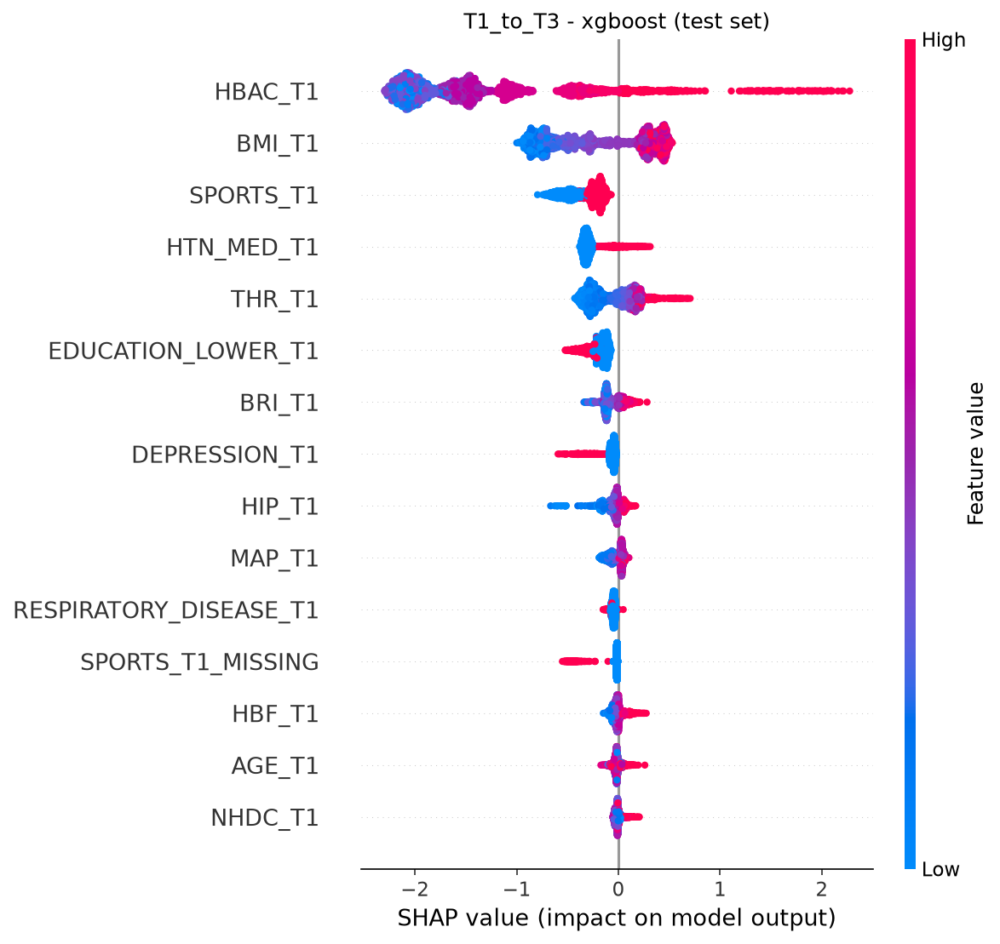 T1_to_T3 - xgboost (test set)
High
HBAC_T1
BMI_T1
SPORTS_T1
HTN_MED_T1
THR_T1
EDUCATION_LOWER_T1
BRI_T1
DEPRESSION_T1
HIP_T1
MAP_T1
RESPIRATORY_DISEASE_T1
SPORTS_T1_MISSING
HBF_T1
AGE_T1
NHDC_T1
Feature value
Low
−2 −1 0 1 2
SHAP value (impact on model output)